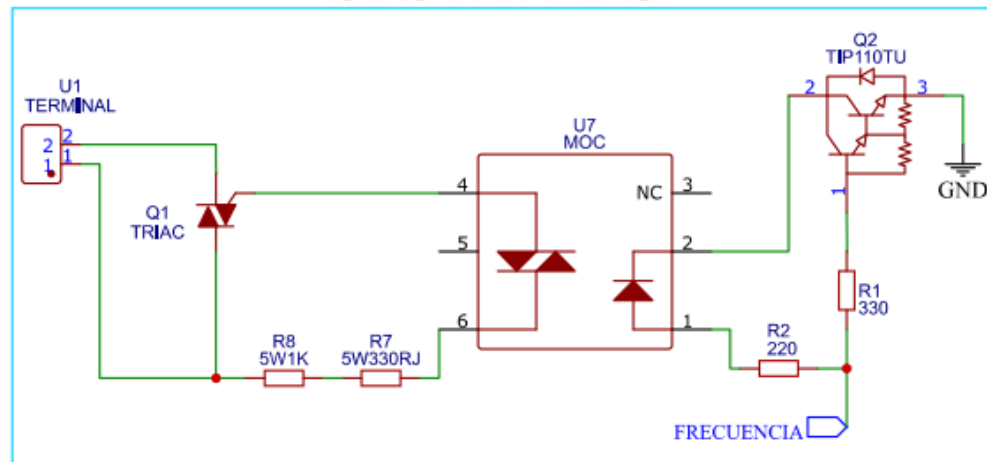 U1
TERMINAL
2
2
1
1
Q1
TRIAC
U7
MOC
4
5
6
NC
3
2
1
R8
5W1K
R7
5W330RJ
Q2
TIP110TU
2
3
1
GND
R1
330
R2
220
FRECUENCIA